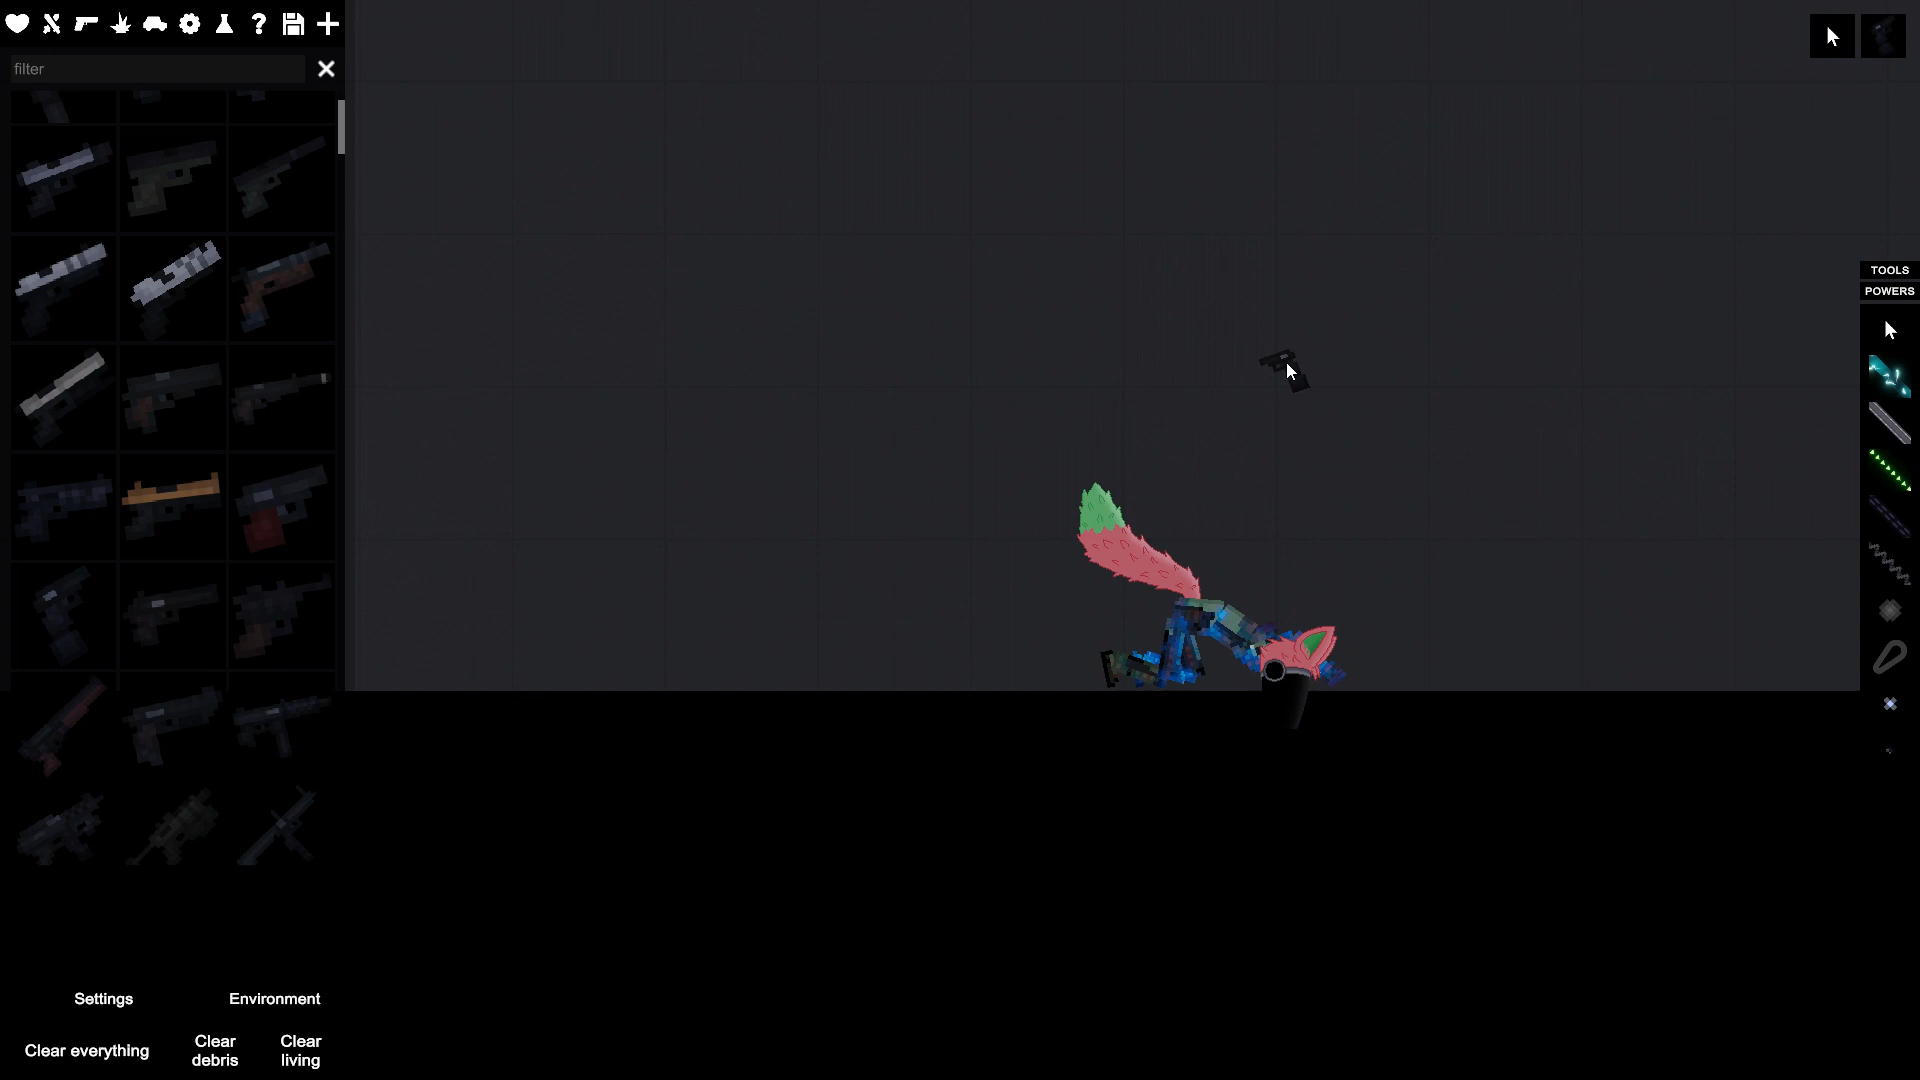 filter
TOOLS
POWERS
Settings
Environment
Clear everything
Clear
debris
Clear
living